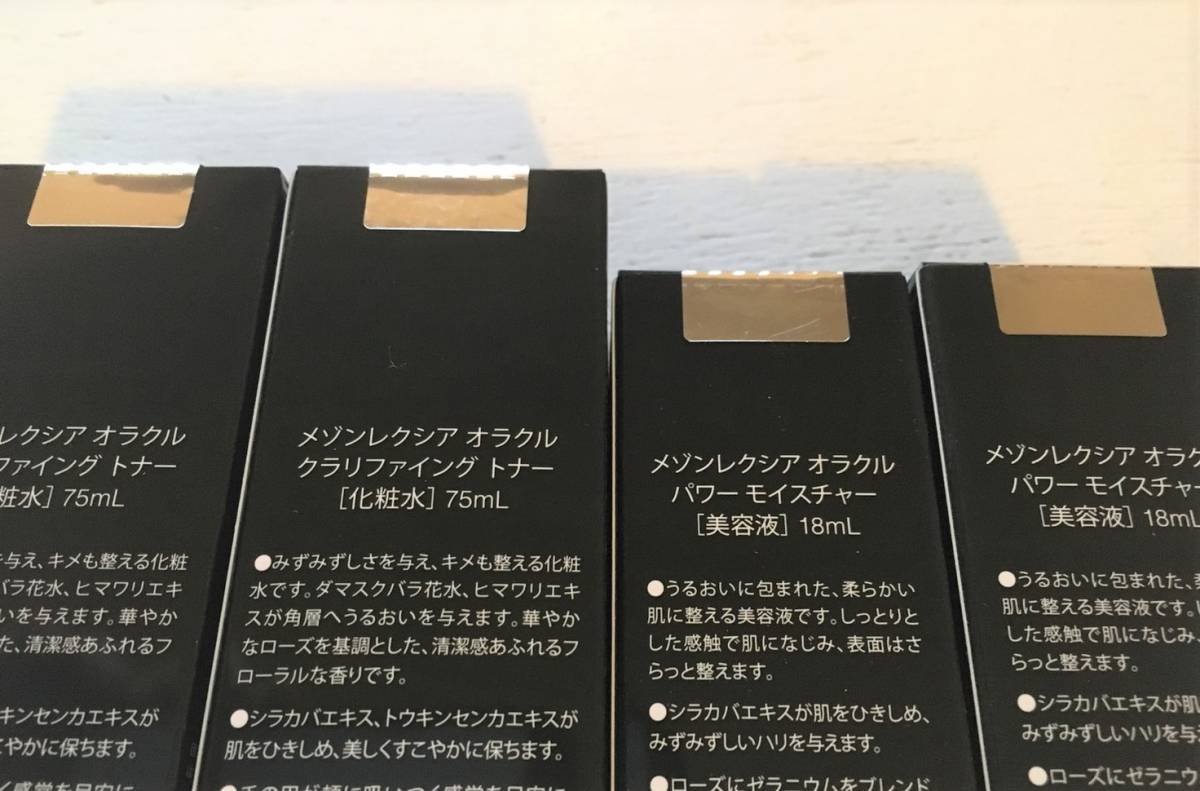 レクシア オラクル
ファイング トナー
粧水］75mL
を与え、キメも整える化粧
バラ花水、ヒマワリエキ
いを与えます。華やか
た、清潔感あふれるフ
キンセンカエキスが
こやかに保ちます。
メゾンレクシア オラクル
クラリファイング トナー
［化粧水］75mL
●みずみずしさを与え、キメも整える化粧
水です。ダマスクバラ花水、ヒマワリエキ
スが角層へうるおいを与えます。華やか
なローズを基調とした、清潔感あふれるフ
ローラルな香りです。
●シラカバエキス、トウキンセンカエキスが
肌をひきしめ、美しくすこやかに保ちます。
●手の甲が頬に吸いつく感覚を目安に
メゾンレクシア オラクル
パワー モイスチャー
［美容液］18mL
●うるおいに包まれた、柔らかい
肌に整える美容液です。しっとりと
した感触で肌になじみ、表面はさ
らっと整えます。
●シラカバエキスが肌をひきしめ、
みずみずしいハリを与えます。
●ローズにゼラニウムをブレンド
メゾンレクシア オラク
パワー モイスチャー
［美容液］18mL
●うるおいに包まれた、
肌に整える美容液です。
した感触で肌になじみ、
らっと整えます。
●シラカバエキスが肌
みずみずしいハリを与
●ローズにゼラニウ